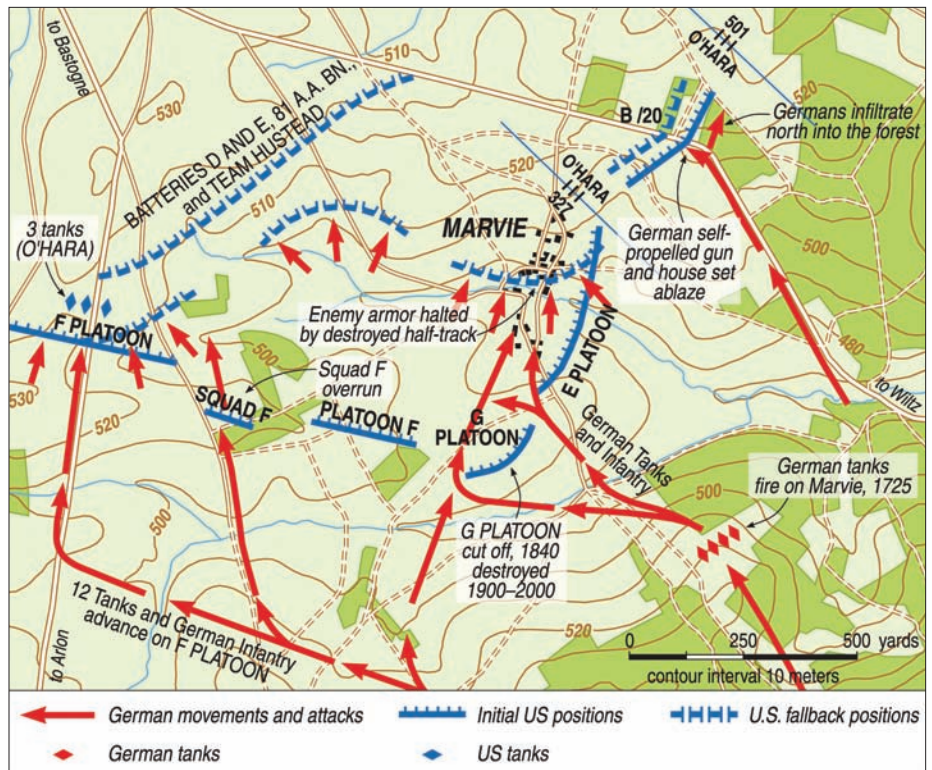 to Bastogne
530
510
501
O'HARA
520
Germans infiltrate
north into the forest
B /20
BATTERIES D AND E, 81 A.A. BN.,
and TEAM HUSTEAD
530
520
O'HARA
327
510
3 tanks
(O'HARA)
MARVIE
German self-
propelled gun
and house set
ablaze
500
Enemy armor halted
by destroyed half-track
F PLATOON
500
Squad F
overrun
E PLATOON
480
to Wiltz
530
SQUAD F
PLATOON F
520
G
PLATOON
German Tanks
and Infantry
German tanks
fire on Marvie, 1725
500
500
G PLATOON
cut off, 1840
destroyed
1900–2000
12 Tanks and German Infantry
advance on F PLATOON
520
to Arlon
0 250 500 yards
contour interval 10 meters
German movements and attacks
Initial US positions
U.S. fallback positions
German tanks
US tanks